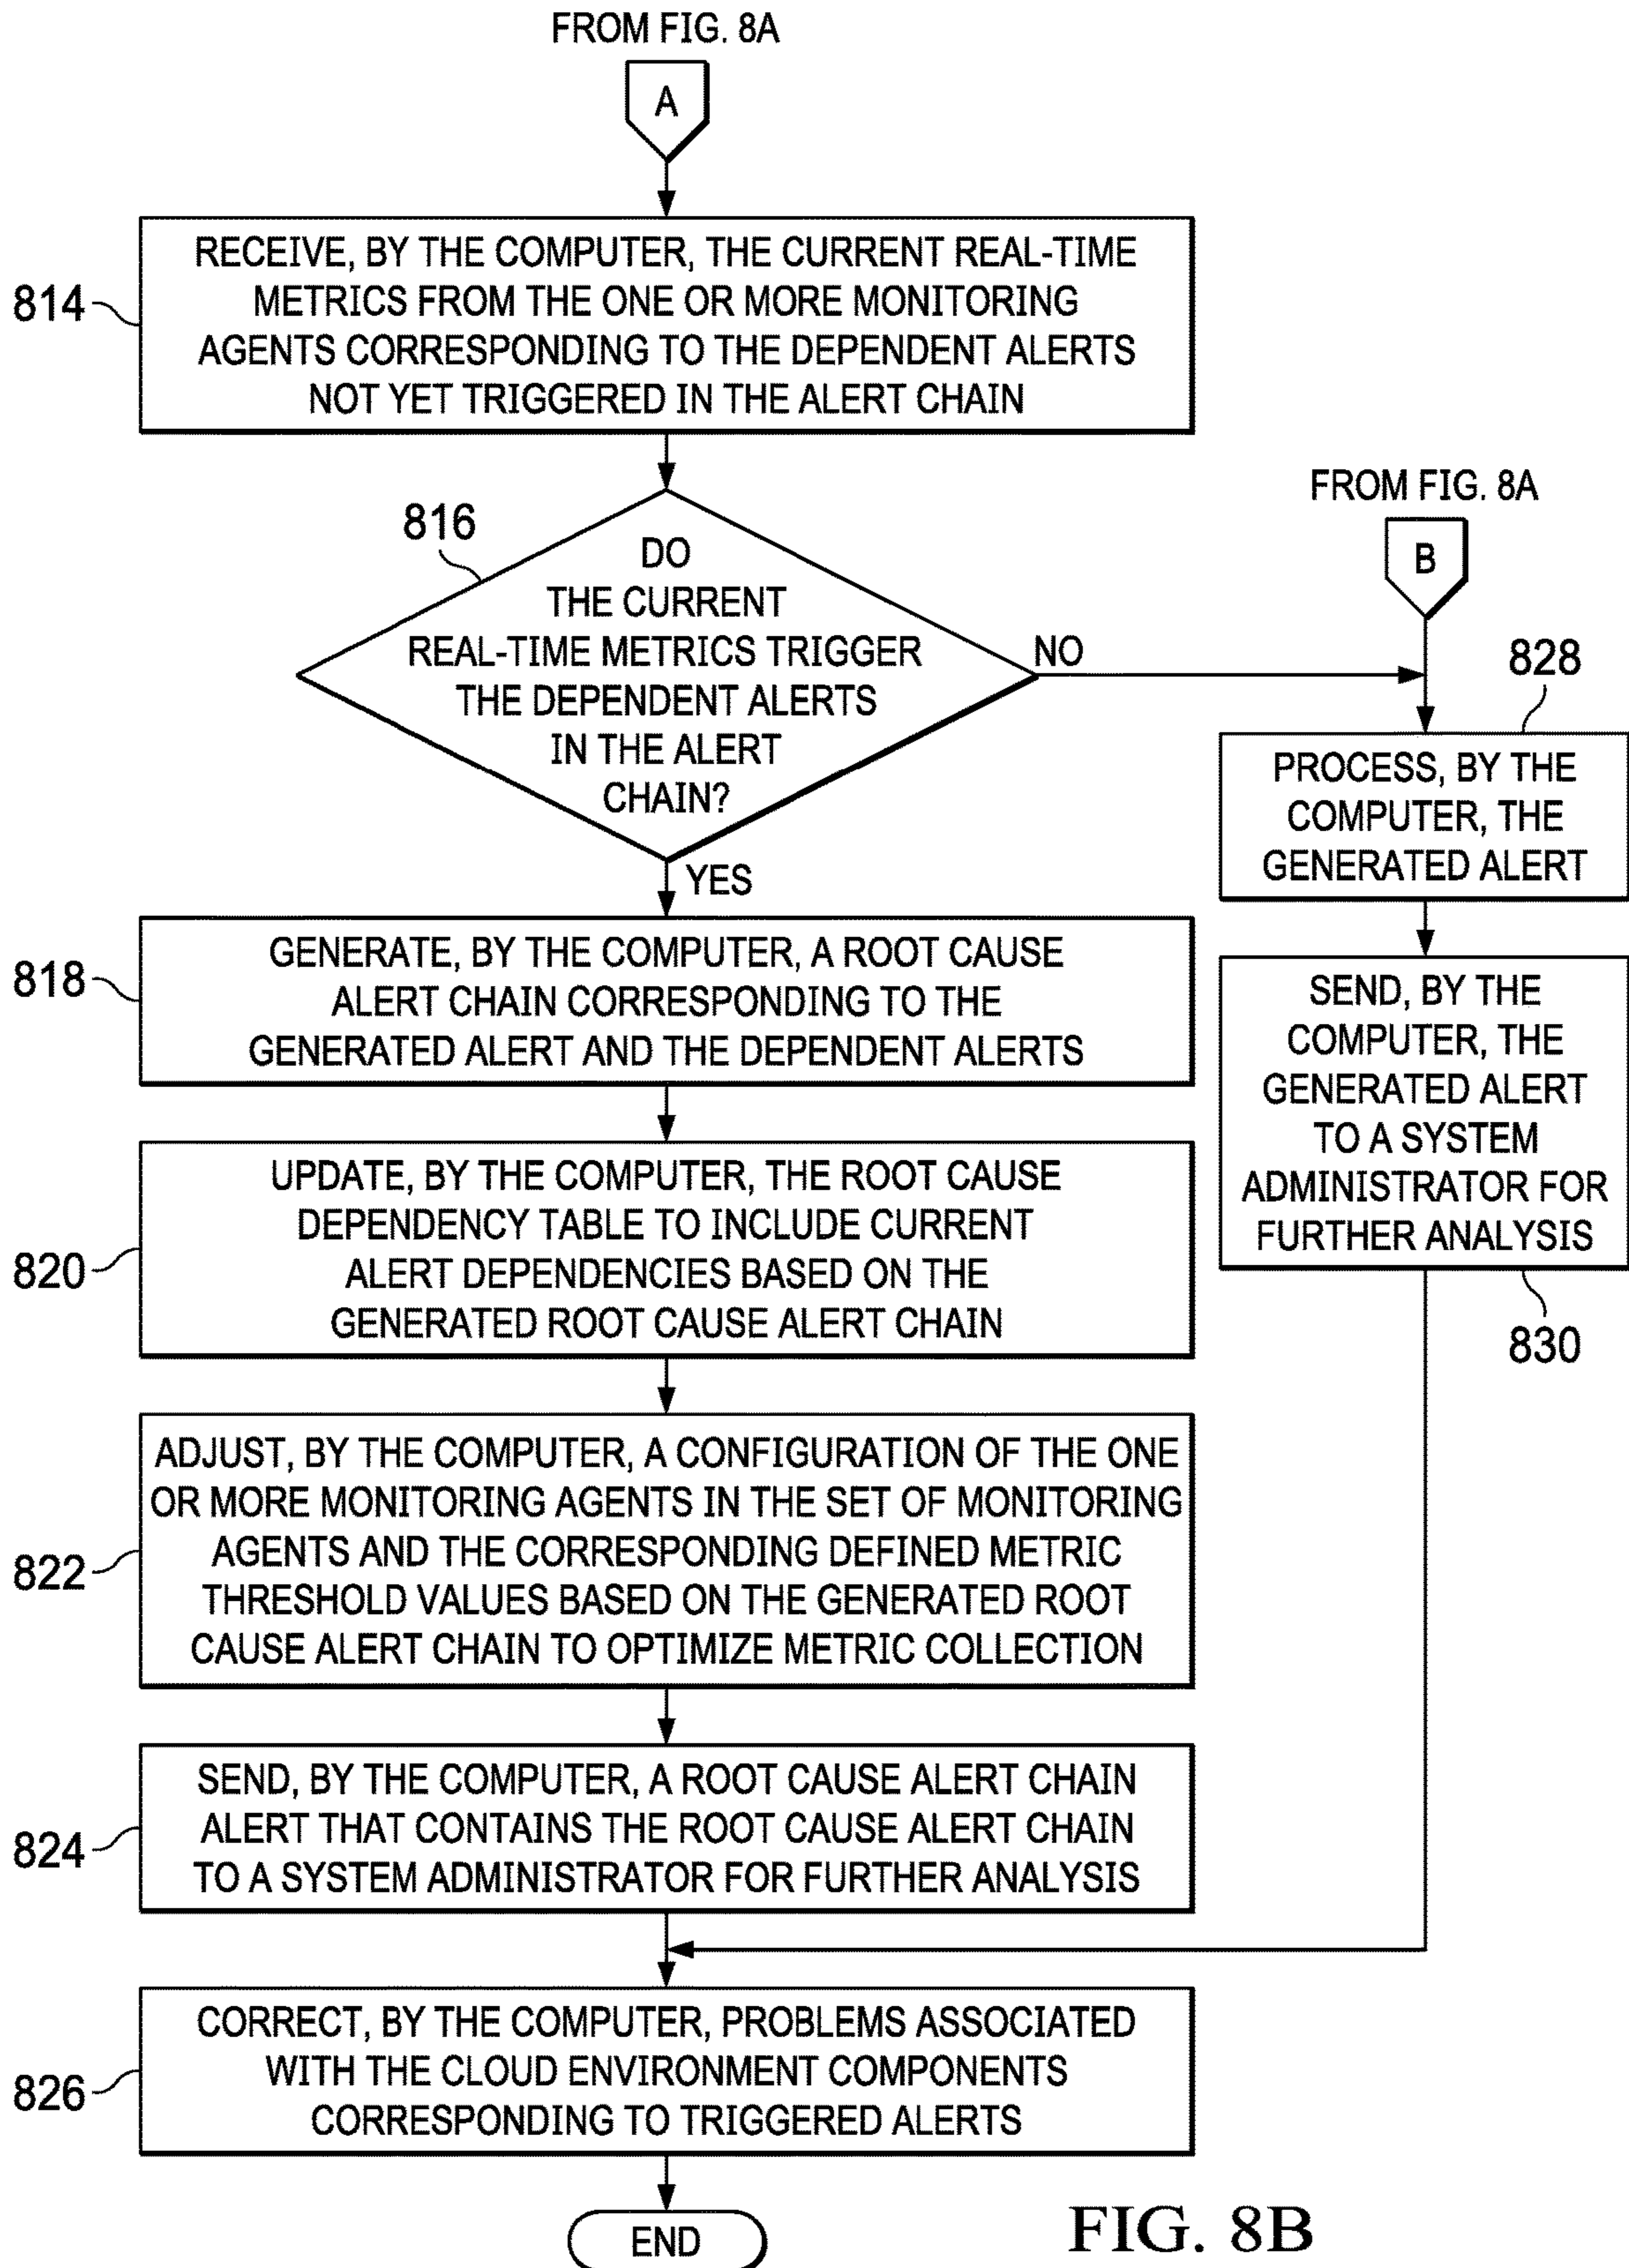 FROM FIG. 8A
A
814
RECEIVE, BY THE COMPUTER, THE CURRENT REAL-TIME
METRICS FROM THE ONE OR MORE MONITORING
AGENTS CORRESPONDING TO THE DEPENDENT ALERTS
NOT YET TRIGGERED IN THE ALERT CHAIN
816
DO
THE CURRENT
REAL-TIME METRICS TRIGGER
THE DEPENDENT ALERTS
IN THE ALERT
CHAIN?
NO
YES
FROM FIG. 8A
B
828
PROCESS, BY THE
COMPUTER, THE
GENERATED ALERT
SEND, BY THE
COMPUTER, THE
GENERATED ALERT
TO A SYSTEM
ADMINISTRATOR FOR
FURTHER ANALYSIS
830
818
GENERATE, BY THE COMPUTER, A ROOT CAUSE
ALERT CHAIN CORRESPONDING TO THE
GENERATED ALERT AND THE DEPENDENT ALERTS
820
UPDATE, BY THE COMPUTER, THE ROOT CAUSE
DEPENDENCY TABLE TO INCLUDE CURRENT
ALERT DEPENDENCIES BASED ON THE
GENERATED ROOT CAUSE ALERT CHAIN
822
ADJUST, BY THE COMPUTER, A CONFIGURATION OF THE ONE
OR MORE MONITORING AGENTS IN THE SET OF MONITORING
AGENTS AND THE CORRESPONDING DEFINED METRIC
THRESHOLD VALUES BASED ON THE GENERATED ROOT
CAUSE ALERT CHAIN TO OPTIMIZE METRIC COLLECTION
824
SEND, BY THE COMPUTER, A ROOT CAUSE ALERT CHAIN
ALERT THAT CONTAINS THE ROOT CAUSE ALERT CHAIN
TO A SYSTEM ADMINISTRATOR FOR FURTHER ANALYSIS
826
CORRECT, BY THE COMPUTER, PROBLEMS ASSOCIATED
WITH THE CLOUD ENVIRONMENT COMPONENTS
CORRESPONDING TO TRIGGERED ALERTS
END
FIG. 8B